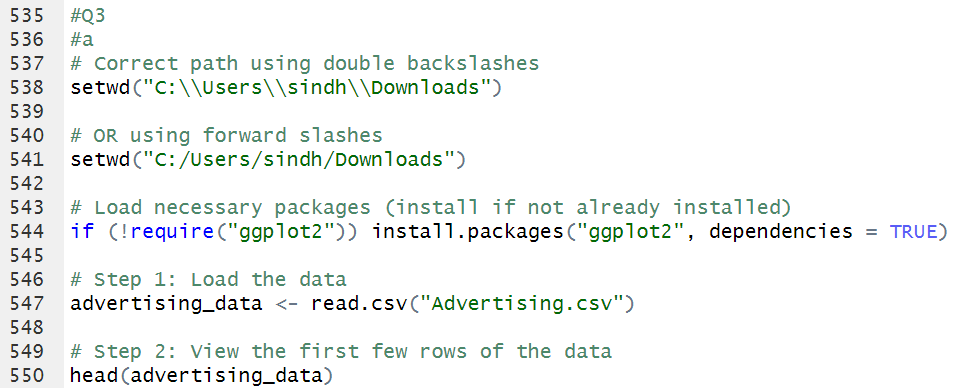 535 #Q3
536 #a
537 # Correct path using double backslashes
538 setwd("C:\\Users\\sindh\\Downloads")
539
540 # OR using forward slashes
541 setwd("C:/Users/sindh/Downloads")
542
543 # Load necessary packages (install if not already installed)
544 if (!require("ggplot2")) install.packages("ggplot2", dependencies = TRUE)
545
546 # Step 1: Load the data
547 advertising_data <- read.csv("Advertising.csv")
548
549 # Step 2: View the first few rows of the data
550 head(advertising_data)